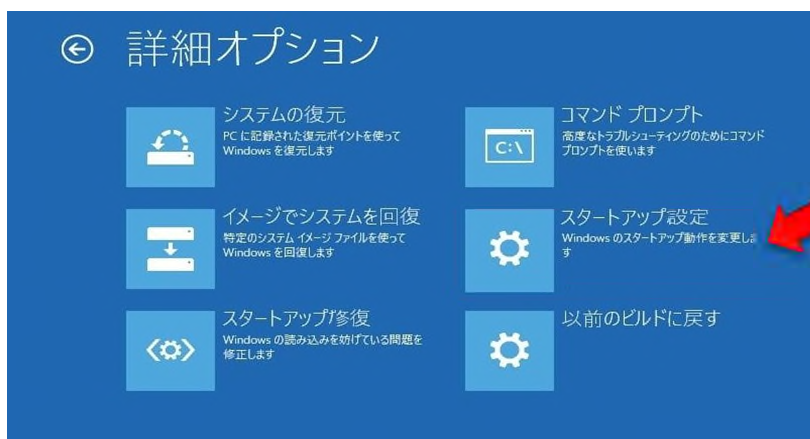 詳細オプション
システムの復元
PC に記録された復元ポイントを使って
Windows を復元します
イメージでシステムを回復
特定のシステム イメージ ファイルを使って
Windows を回復します
スタートアップ修復
Windows の読み込みを妨げている問題を
修正します
コマンド プロンプト
C:\
高度なトラブルシューティングのためにコマンド
プロンプトを使います
スタートアップ設定
Windows のスタートアップ動作を変更しま
す
以前のビルドに戻す